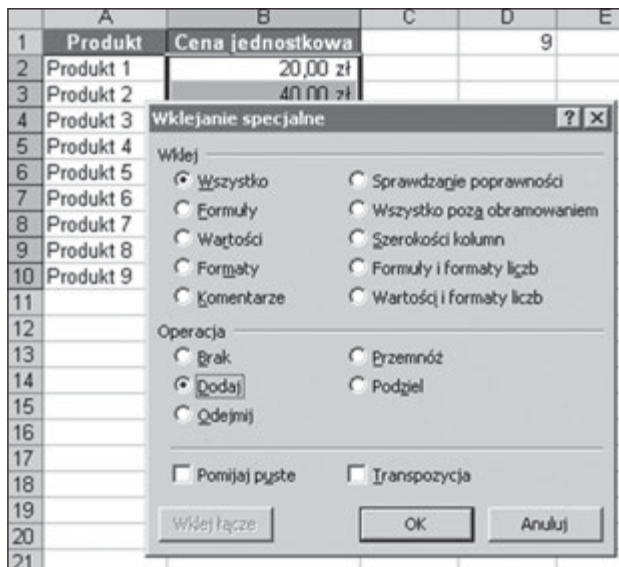 A B C D E
1 Produkt Cena jednostkowa 9
2 Produkt 1 20,00 zł
3 Produkt 2 40,00 zł
4 Produkt 3
5 Produkt 4
6 Produkt 5
7 Produkt 6
8 Produkt 7
9 Produkt 8
10 Produkt 9
11
12
13
14
15
16
17
18
19
20
21
Wklejanie specjalne
Wklej
Wszystko Sprawdzanie poprawności
Formuły Wszystko poza obramowaniem
Wartości Szerokości kolumn
Formaty Formuły i formaty liczb
Komentarze Wartości i formaty liczb
Operacja
Brak Przemnóż
Dodaj Podziel
Odejmij
Pomijaj puste Transpozycja
Wklej łącze OK Anuluj